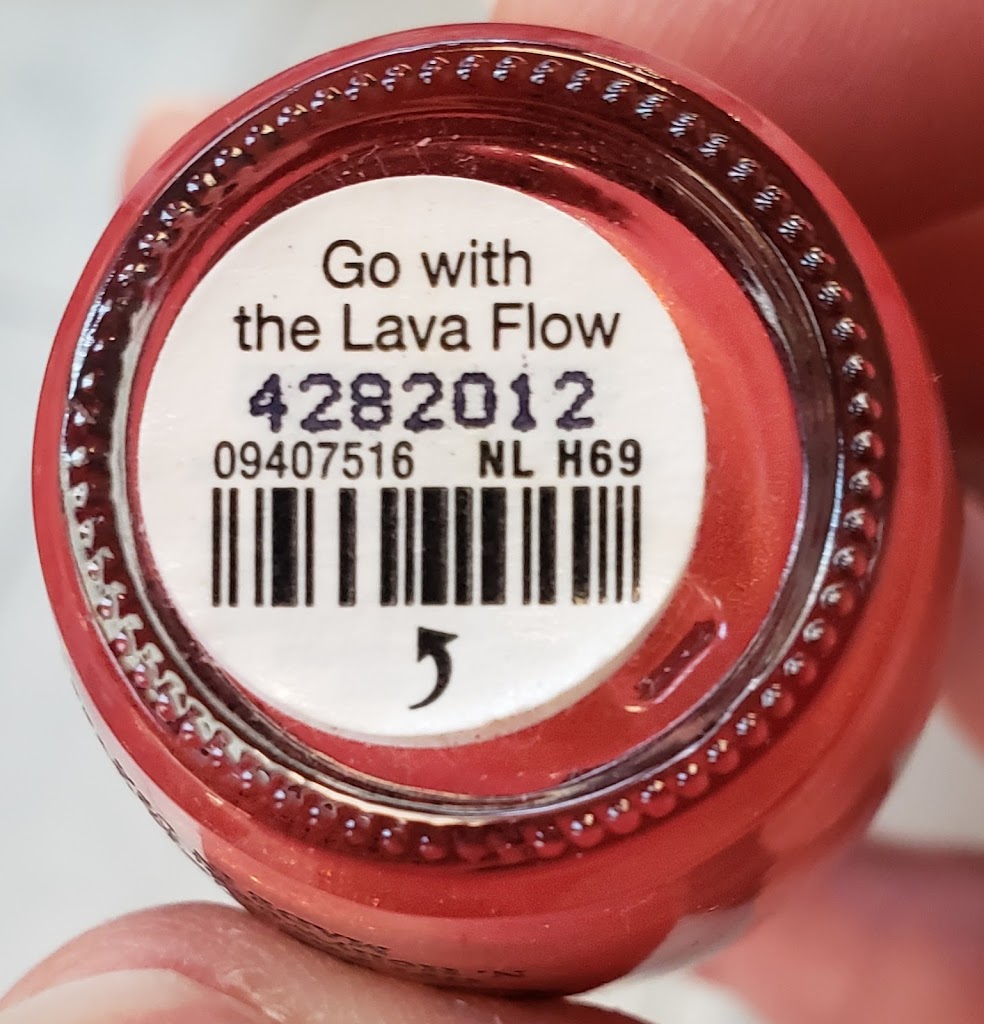 Go with
the Lava Flow
4282012
09407516 NL H69